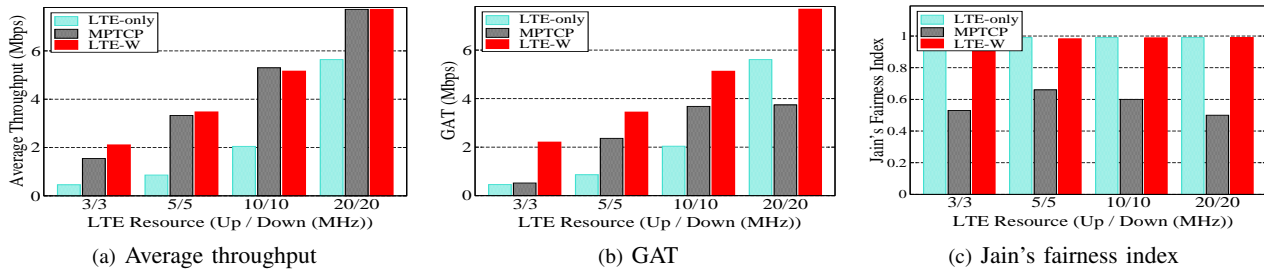 Average Throughput (Mbps)
6
4
2
0
LTE-only
MPTCP
LTE-W
3/3 5/5 10/10 20/20
LTE Resource (Up / Down (MHz))
(a) Average throughput
GAT (Mbps)
6
4
2
0
LTE-only
MPTCP
LTE-W
3/3 5/5 10/10 20/20
LTE Resource (Up / Down (MHz))
(b) GAT
Jain's Fairness Index
1
0.8
0.6
0.4
0.2
0
LTE-only
MPTCP
LTE-W
3/3 5/5 10/10 20/20
LTE Resource (Up / Down (MHz))
(c) Jain's fairness index